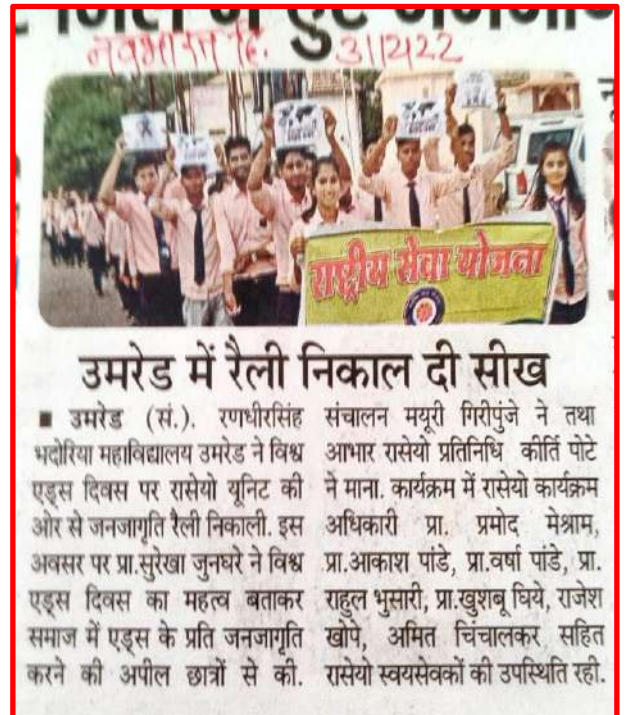 नवभारत दि. 3/12/22
राष्ट्रीय सेवा योजना
उमरेड में रैली निकाल दी सीख
■ उमरेड (सं.). रणधीरसिंह
भदोरिया महाविद्यालय उमरेड ने विश्व
एड्स दिवस पर रासेयो यूनिट की
ओर से जनजागृति रैली निकाली. इस
अवसर पर प्रा.सुरेखा जुनघरे ने विश्व
एड्स दिवस का महत्व बताकर
समाज में एड्स के प्रति जनजागृति
करने की अपील छात्रों से की.
संचालन मयूरी गिरीपुंजे ने तथा
आभार रासेयो प्रतिनिधि कीर्ति पोटे
ने माना. कार्यक्रम में रासेयो कार्यक्रम
अधिकारी प्रा. प्रमोद मेश्राम,
प्रा.आकाश पांडे, प्रा.वर्षा पांडे, प्रा.
राहुल भुसारी, प्रा.खुशबू घिये, राजेश
खोपे, अमित चिंचालकर सहित
रासेयो स्वयसेवकों की उपस्थिति रही.